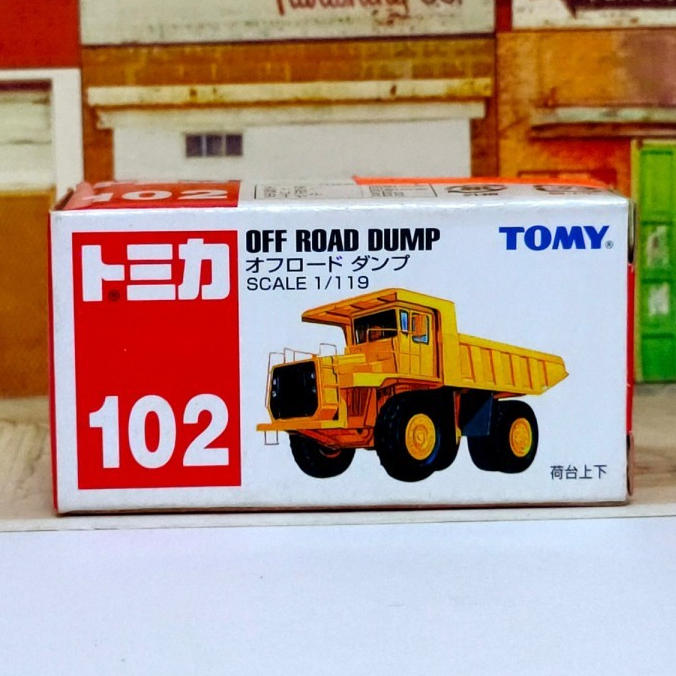 102
トミカ
102
OFF ROAD DUMP
オフロード ダンプ
SCALE 1/119
TOMY
荷台上下